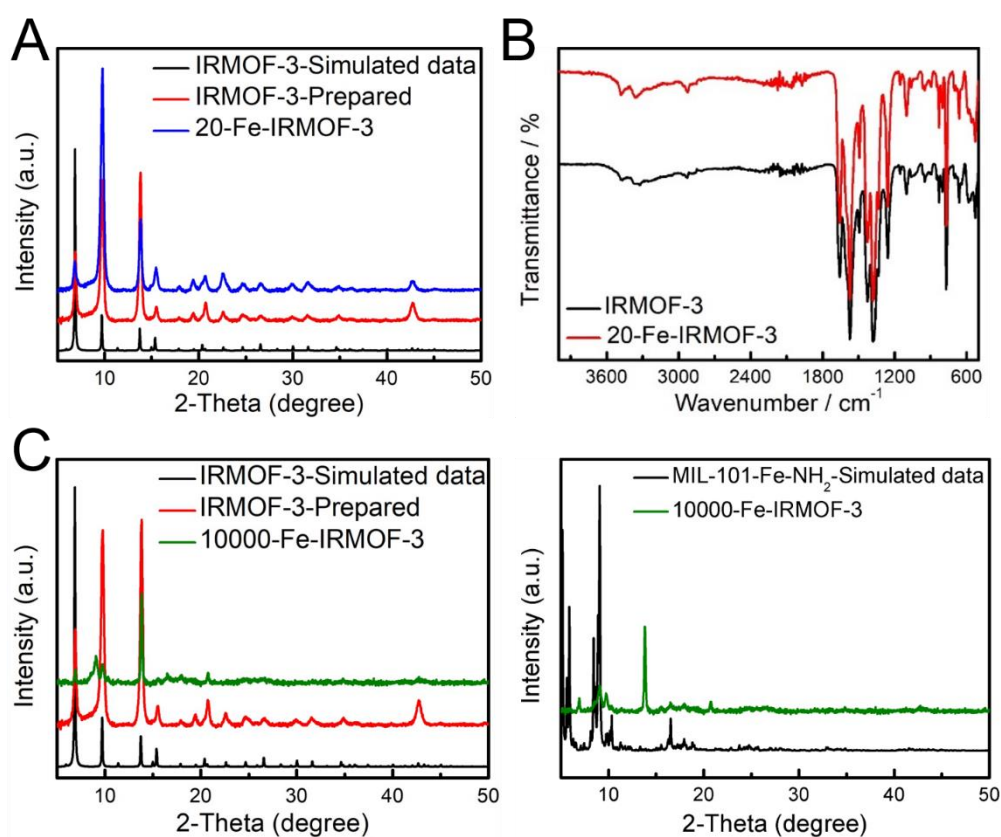 A
IRMOF-3-Simulated data
IRMOF-3-Prepared
20-Fe-IRMOF-3
Intensity (a.u.)
10 20 30 40 50
2-Theta (degree)
B
Transmittance / %
IRMOF-3
20-Fe-IRMOF-3
3600 3000 2400 1800 1200 600
Wavenumber / cm⁻¹
C
IRMOF-3-Simulated data
IRMOF-3-Prepared
10000-Fe-IRMOF-3
Intensity (a.u.)
10 20 30 40 50
2-Theta (degree)
MIL-101-Fe-NH₂-Simulated data
10000-Fe-IRMOF-3
Intensity (a.u.)
10 20 30 40 50
2-Theta (degree)